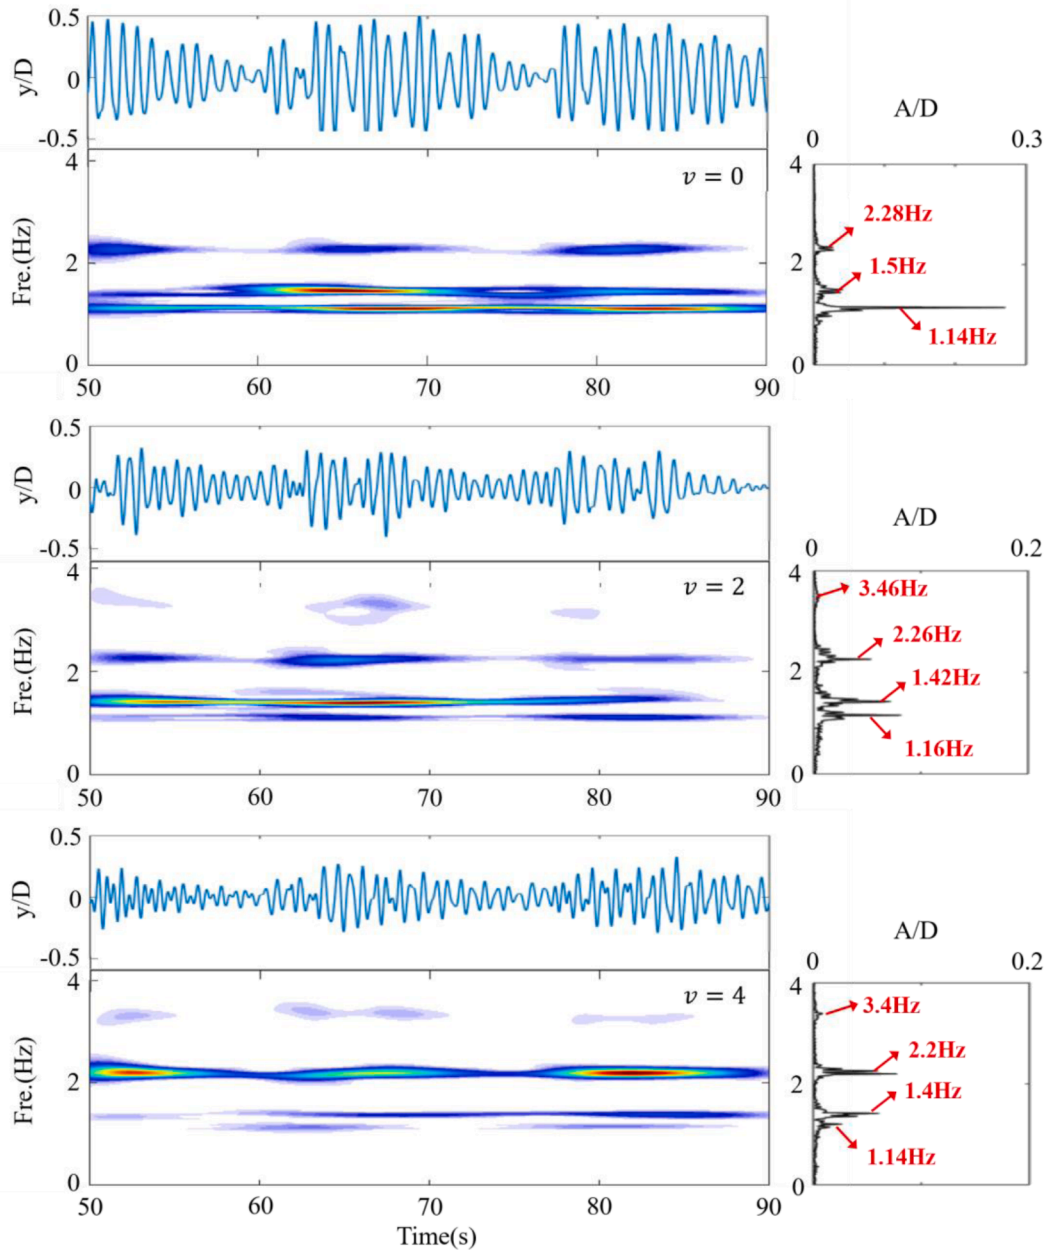 0.5
y/D
0
-0.5
A/D
0 0.3
4
Fre.(Hz)
2
0
v = 0
50 60 70 80 90
4
2
0
2.28Hz
1.5Hz
1.14Hz
0.5
y/D
0
-0.5
A/D
0 0.2
4
Fre.(Hz)
2
0
v = 2
50 60 70 80 90
4
2
0
3.46Hz
2.26Hz
1.42Hz
1.16Hz
0.5
y/D
0
-0.5
A/D
0 0.2
4
Fre.(Hz)
2
0
v = 4
50 60 70 80 90
Time(s)
4
2
0
3.4Hz
2.2Hz
1.4Hz
1.14Hz